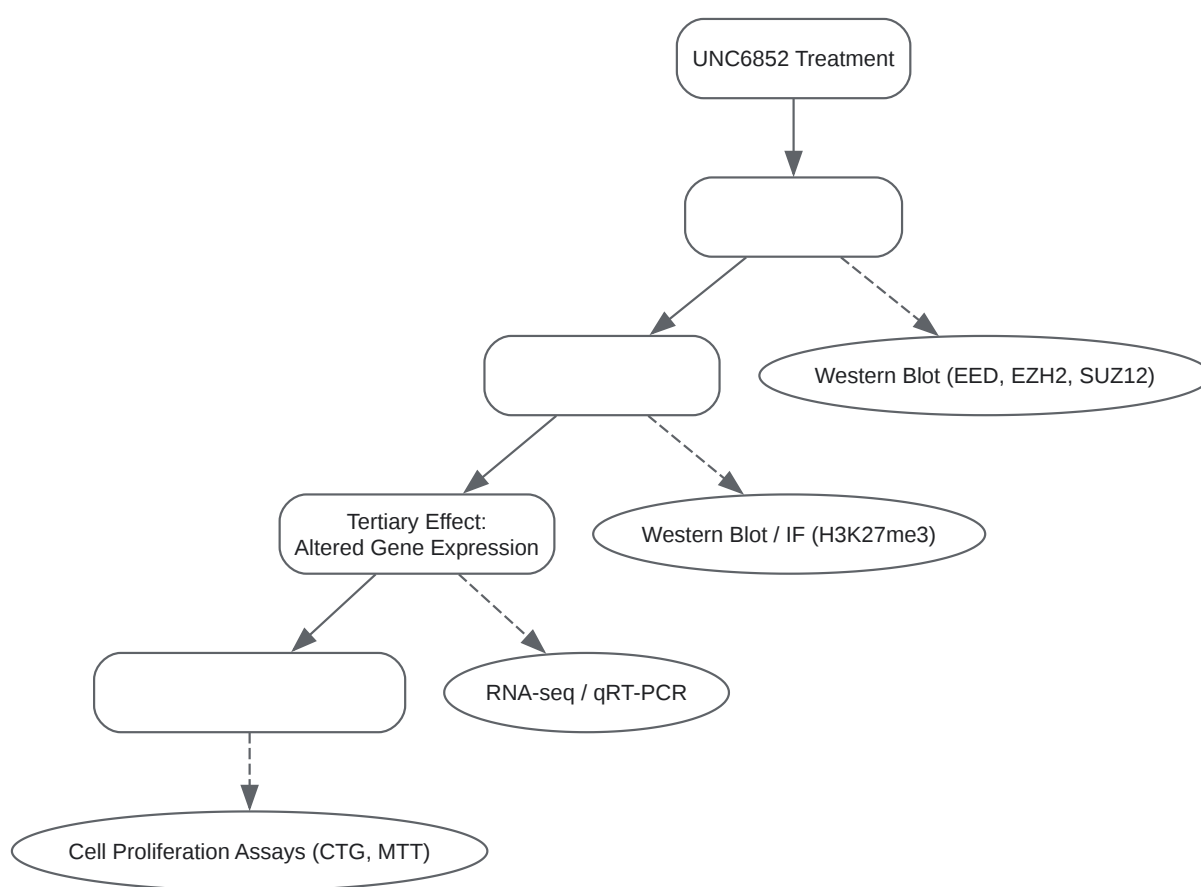 UNC6852 Treatment
Western Blot (EED, EZH2, SUZ12)
Tertiary Effect:
Altered Gene Expression
Western Blot / IF (H3K27me3)
RNA-seq / qRT-PCR
Cell Proliferation Assays (CTG, MTT)